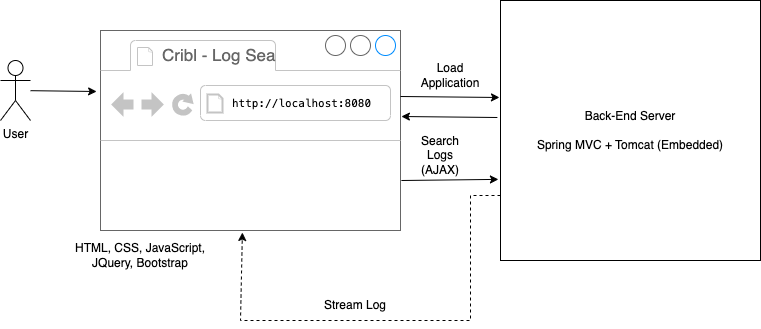 Cribl - Log Sea
http://localhost:8080
User
Load
Application
Search
Logs
(AJAX)
Back-End Server
Spring MVC + Tomcat (Embedded)
HTML, CSS, JavaScript,
JQuery, Bootstrap
Stream Log